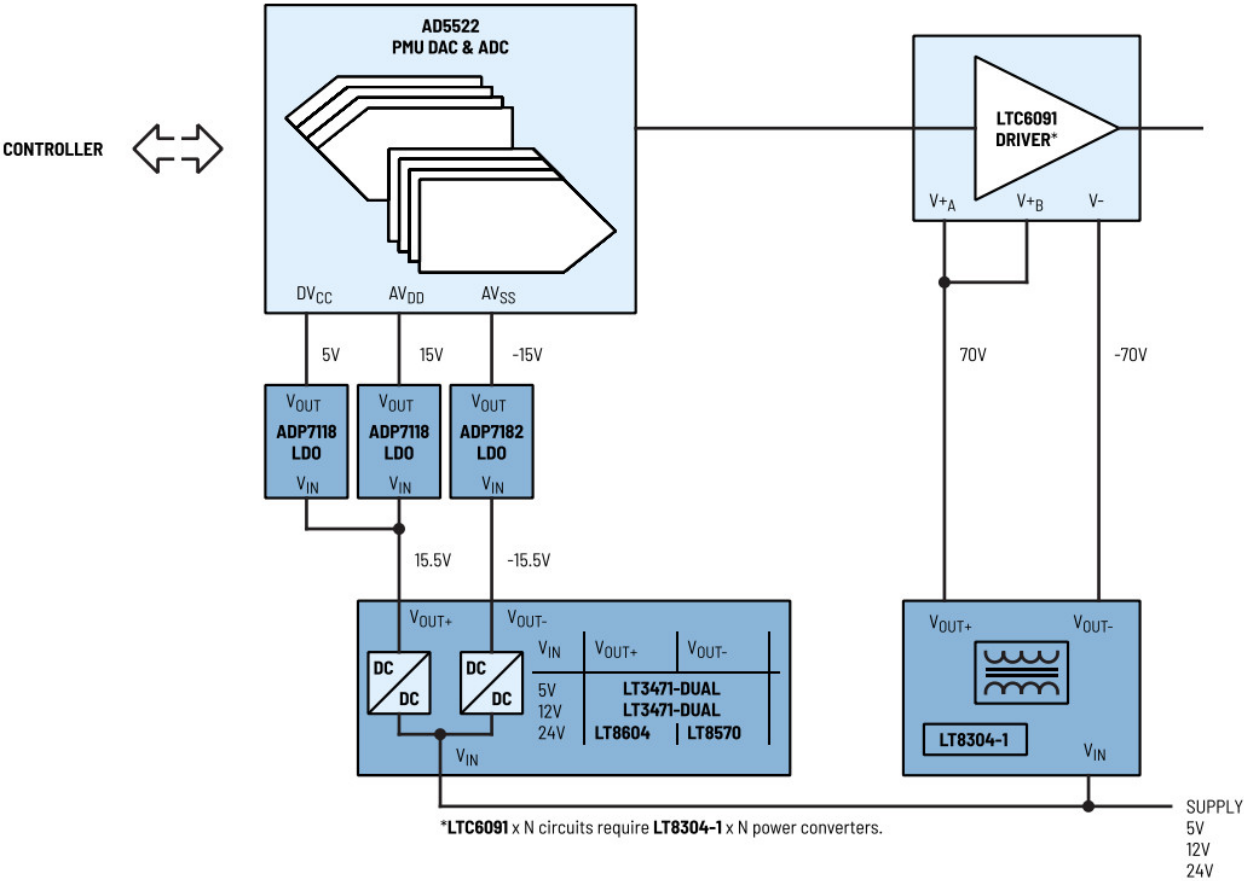 AD5522
PMU DAC & ADC
CONTROLLER
LTC6091
DRIVER*
V+A
V+B
V-
DVCC
AVDD
AVSS
5V
15V
-15V
70V
-70V
VOUT
ADP7118
LDO
VIN
VOUT
ADP7118
LDO
VIN
VOUT
ADP7182
LDO
VIN
15.5V
-15.5V
VOUT+
VOUT-
DC
DC
DC
DC
VIN
VIN VOUT+ VOUT-
5V LT3471-DUAL
12V LT3471-DUAL
24V LT8604 LT8570
VOUT+
VOUT-
LT8304-1
VIN
*LTC6091 x N circuits require LT8304-1 x N power converters.
SUPPLY
5V
12V
24V